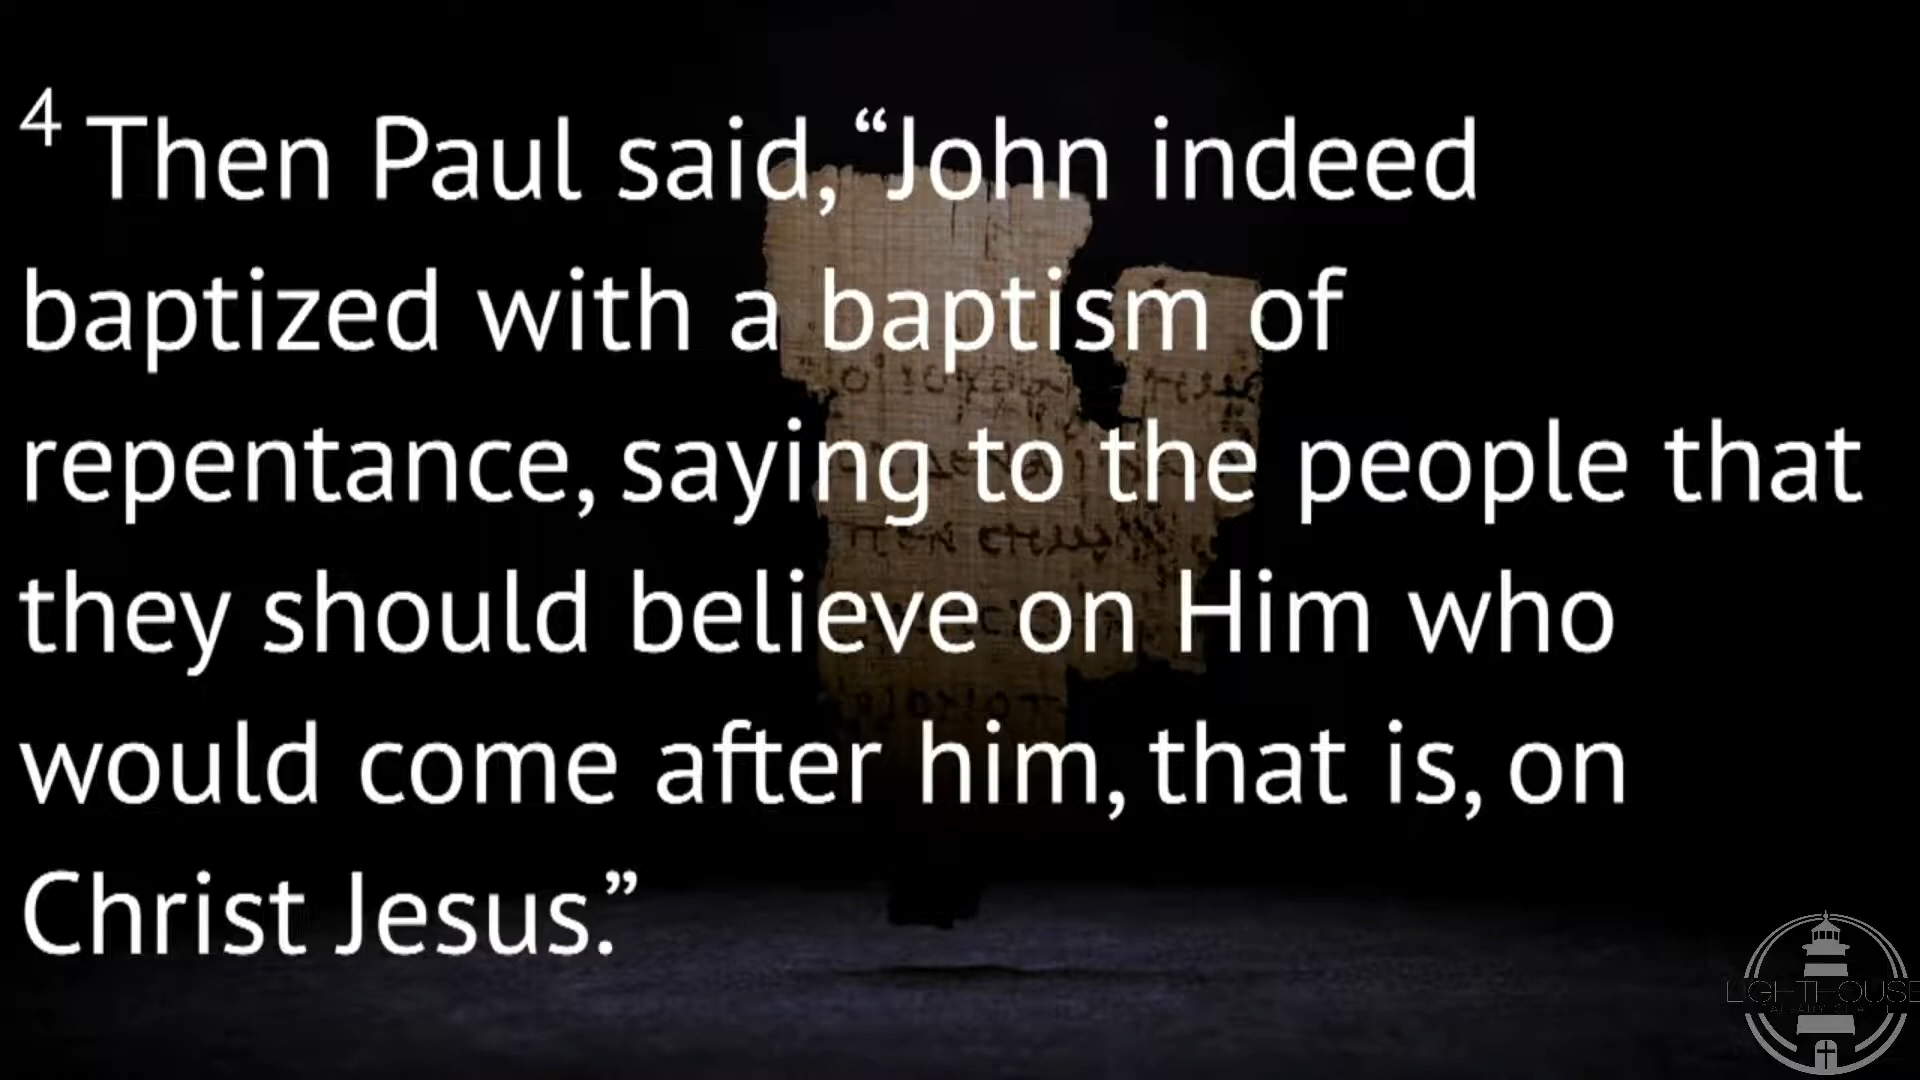 4 Then Paul said, “John indeed
baptized with a baptism of
repentance, saying to the people that
they should believe on Him who
would come after him, that is, on
Christ Jesus.”
LIGHTHOUSE